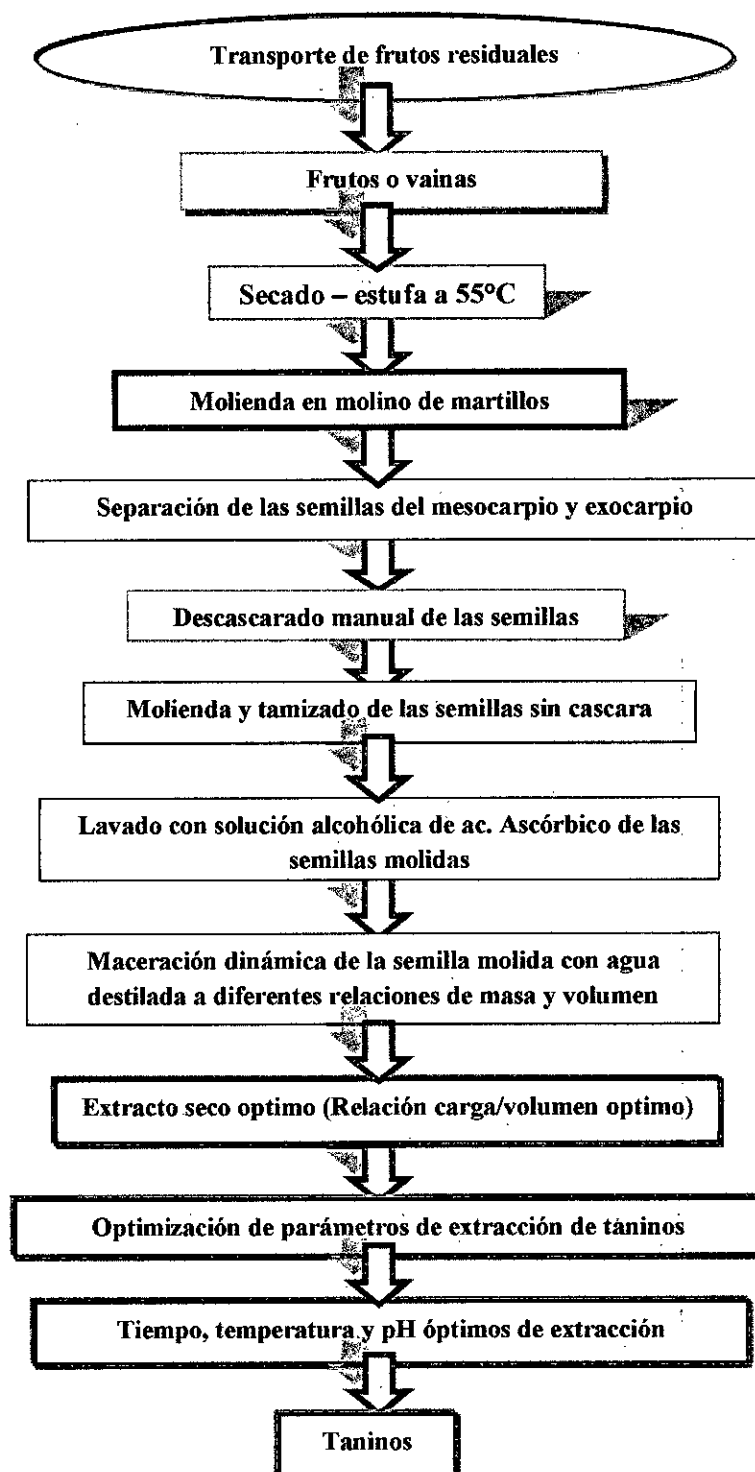 Transporte de frutos residuales
Frutos o vainas
Secado – estufa a 55°C
Molienda en molino de martillos
Separación de las semillas del mesocarpio y exocarpio
Descascarado manual de las semillas
Molienda y tamizado de las semillas sin cascara
Lavado con solución alcohólica de ac. Ascórbico de las
semillas molidas
Maceración dinámica de la semilla molida con agua
destilada a diferentes relaciones de masa y volumen
Extracto seco optimo (Relación carga/volumen optimo)
Optimización de parámetros de extracción de taninos
Tiempo, temperatura y pH óptimos de extracción
Taninos